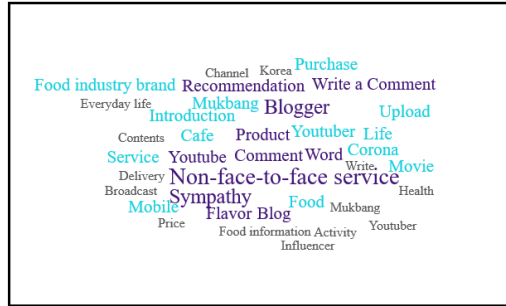 Purchase
Channel Korea
Food industry brand Recommendation Write a Comment
Everyday life Mukbang Blogger
Introduction Upload
Contents Cafe Product Youtuber Life
Service Youtube Comment Word Corona
Write. Movie
Delivery Non-face-to-face service
Broadcast Sympathy Health
Mobile Food Mukbang
Price Flavor Blog Youtuber
Food information Activity
Influencer